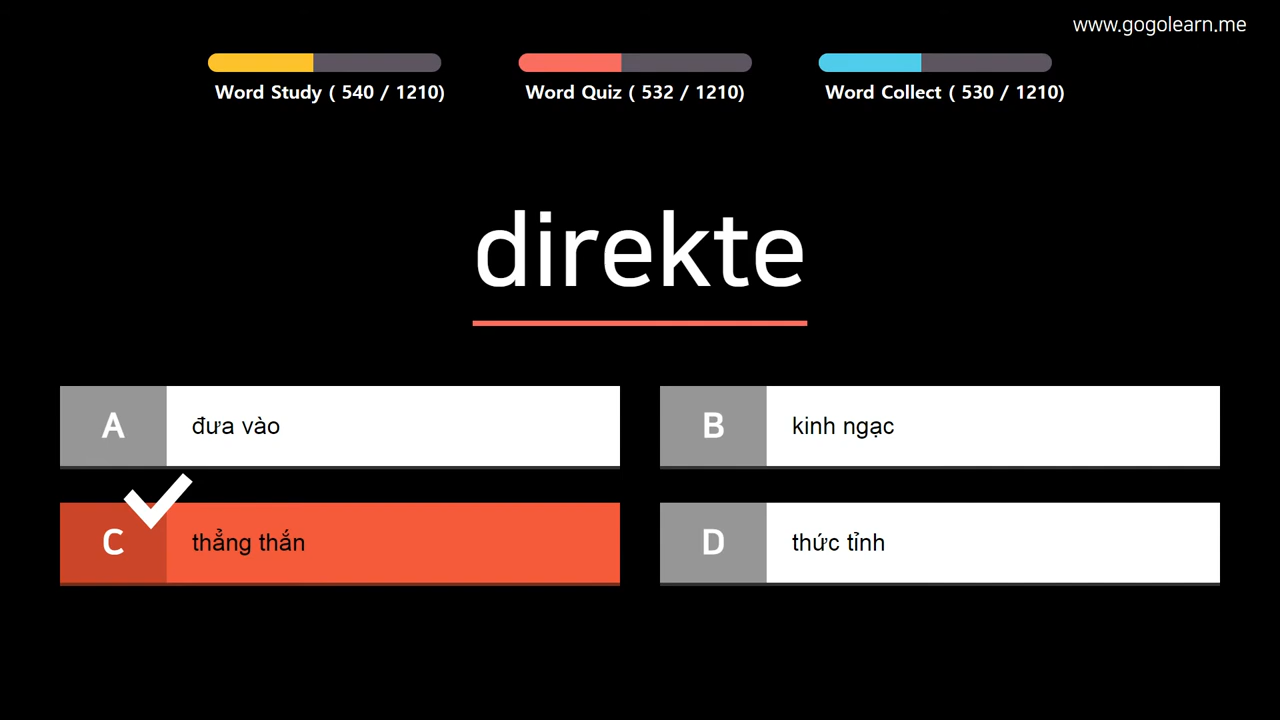 www.gogolearn.me
Word Study ( 540 / 1210)
Word Quiz ( 532 / 1210)
Word Collect ( 530 / 1210)
direkte
A
đưa vào
B
kinh ngạc
C
thẳng thắn
D
thức tỉnh